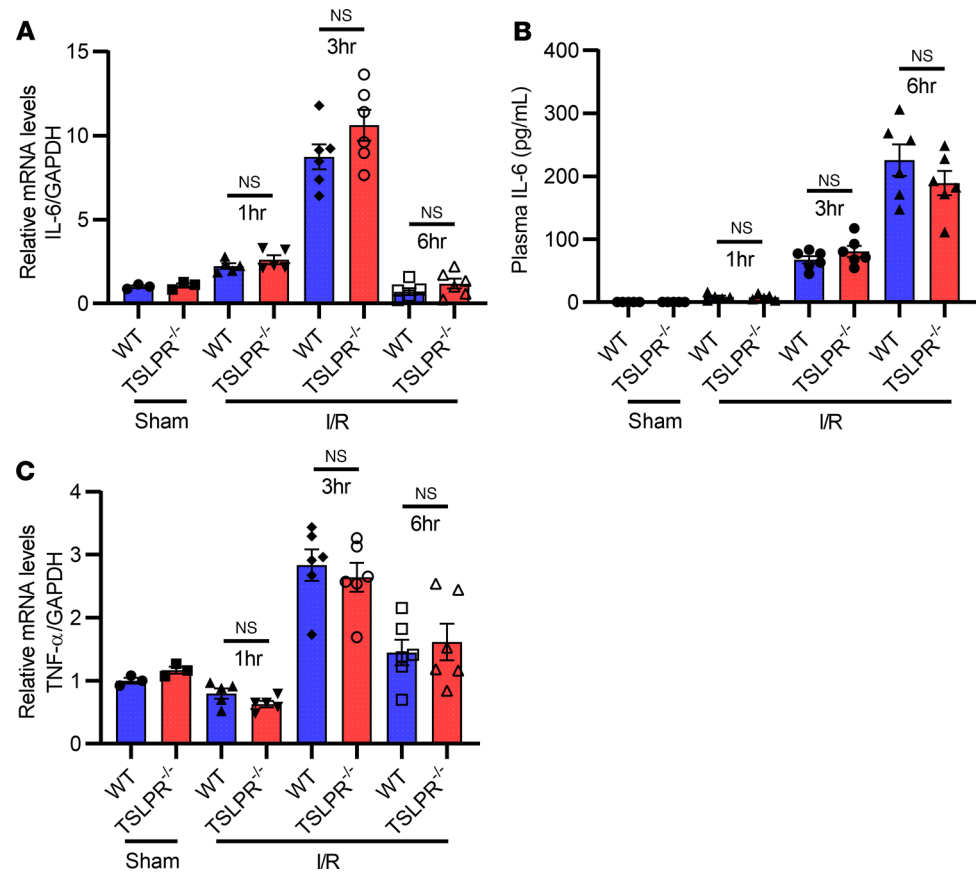 A
Relative mRNA levels
IL-6/GAPDH
15
10
5
0
NS
1hr
NS
3hr
NS
6hr
WT
TSLPR-/-
WT
TSLPR-/-
WT
TSLPR-/-
WT
TSLPR-/-
Sham
I/R
B
Plasma IL-6 (pg/mL)
400
300
200
100
0
NS
1hr
NS
3hr
NS
6hr
WT
TSLPR-/-
WT
TSLPR-/-
WT
TSLPR-/-
WT
TSLPR-/-
Sham
I/R
C
Relative mRNA levels
TNF-α/GAPDH
4
3
2
1
0
NS
1hr
NS
3hr
NS
6hr
WT
TSLPR-/-
WT
TSLPR-/-
WT
TSLPR-/-
WT
TSLPR-/-
Sham
I/R